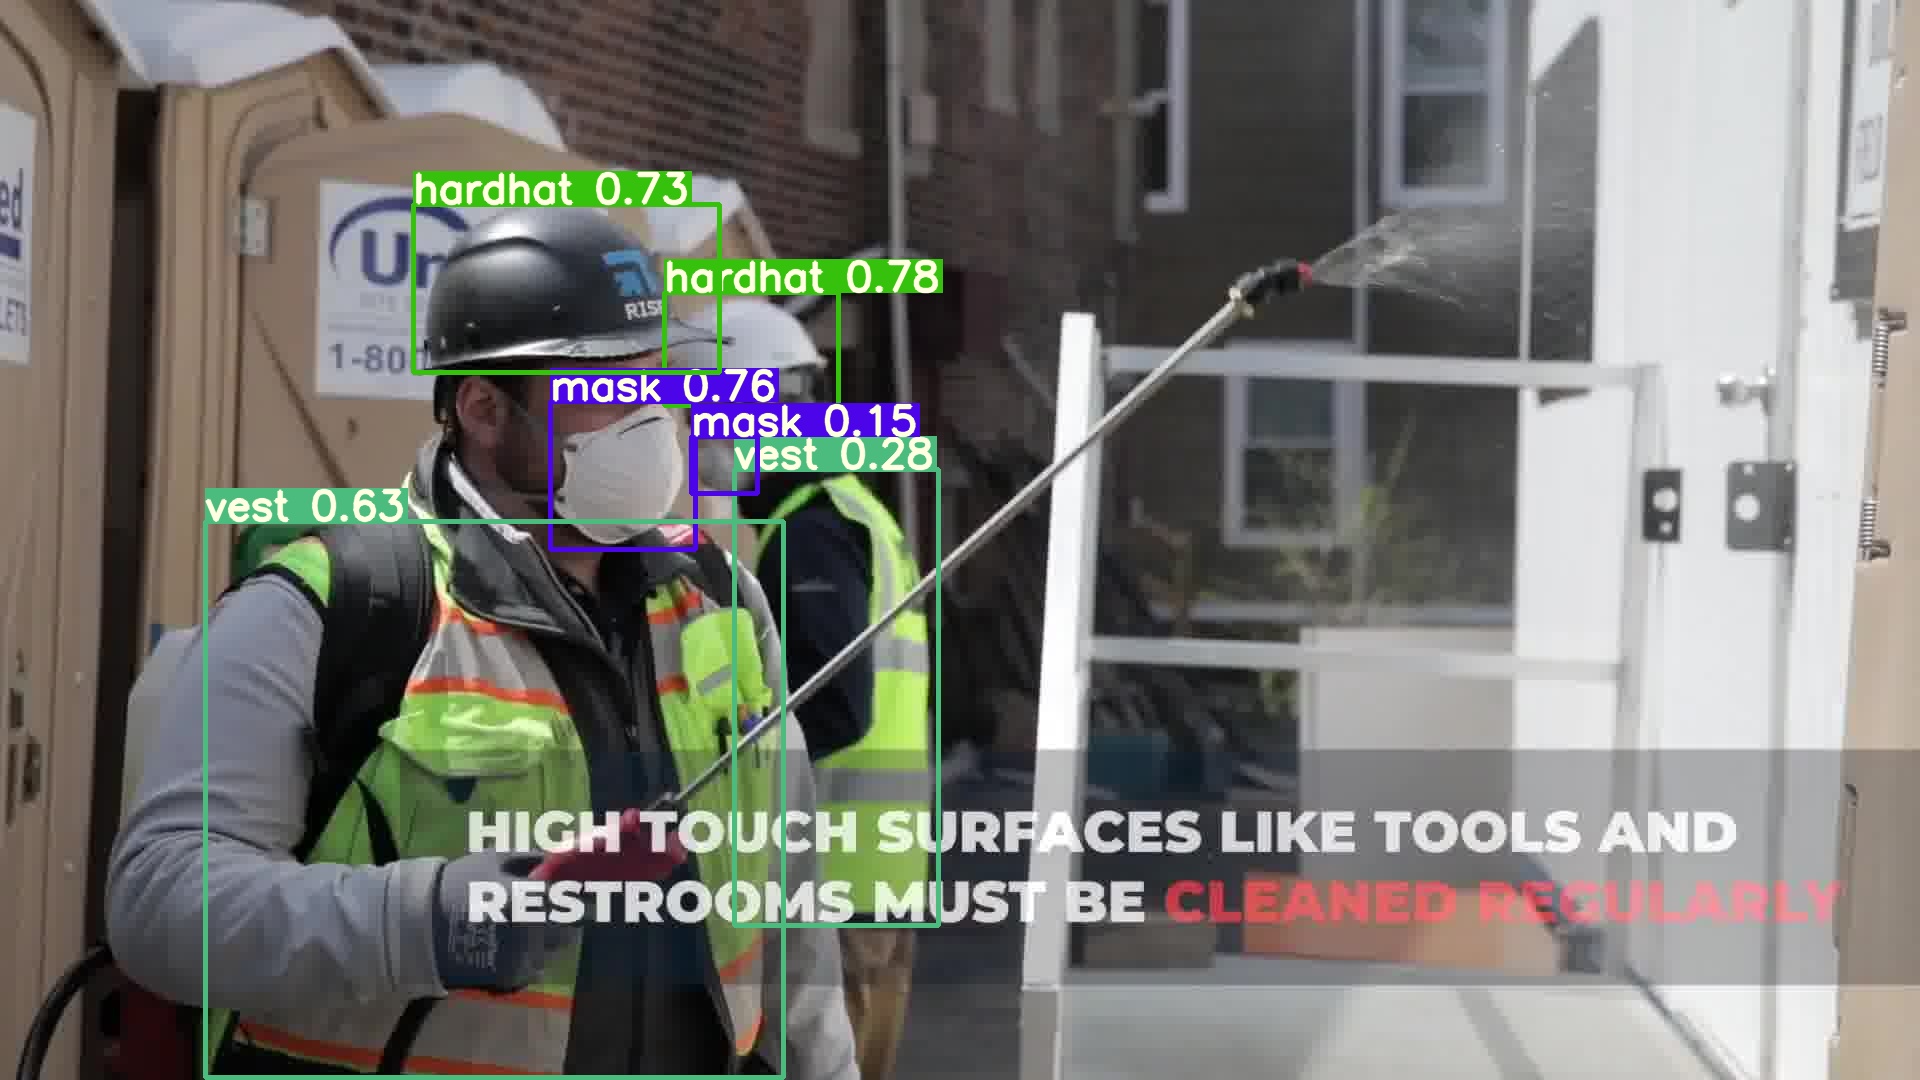 hardhat 0.73
hardhat 0.78
RISE
1-800
mask 0.76
mask 0.15
vest 0.28
vest 0.63
HIGH TOUCH SURFACES LIKE TOOLS AND
RESTROOMS MUST BE CLEANED REGULARLY